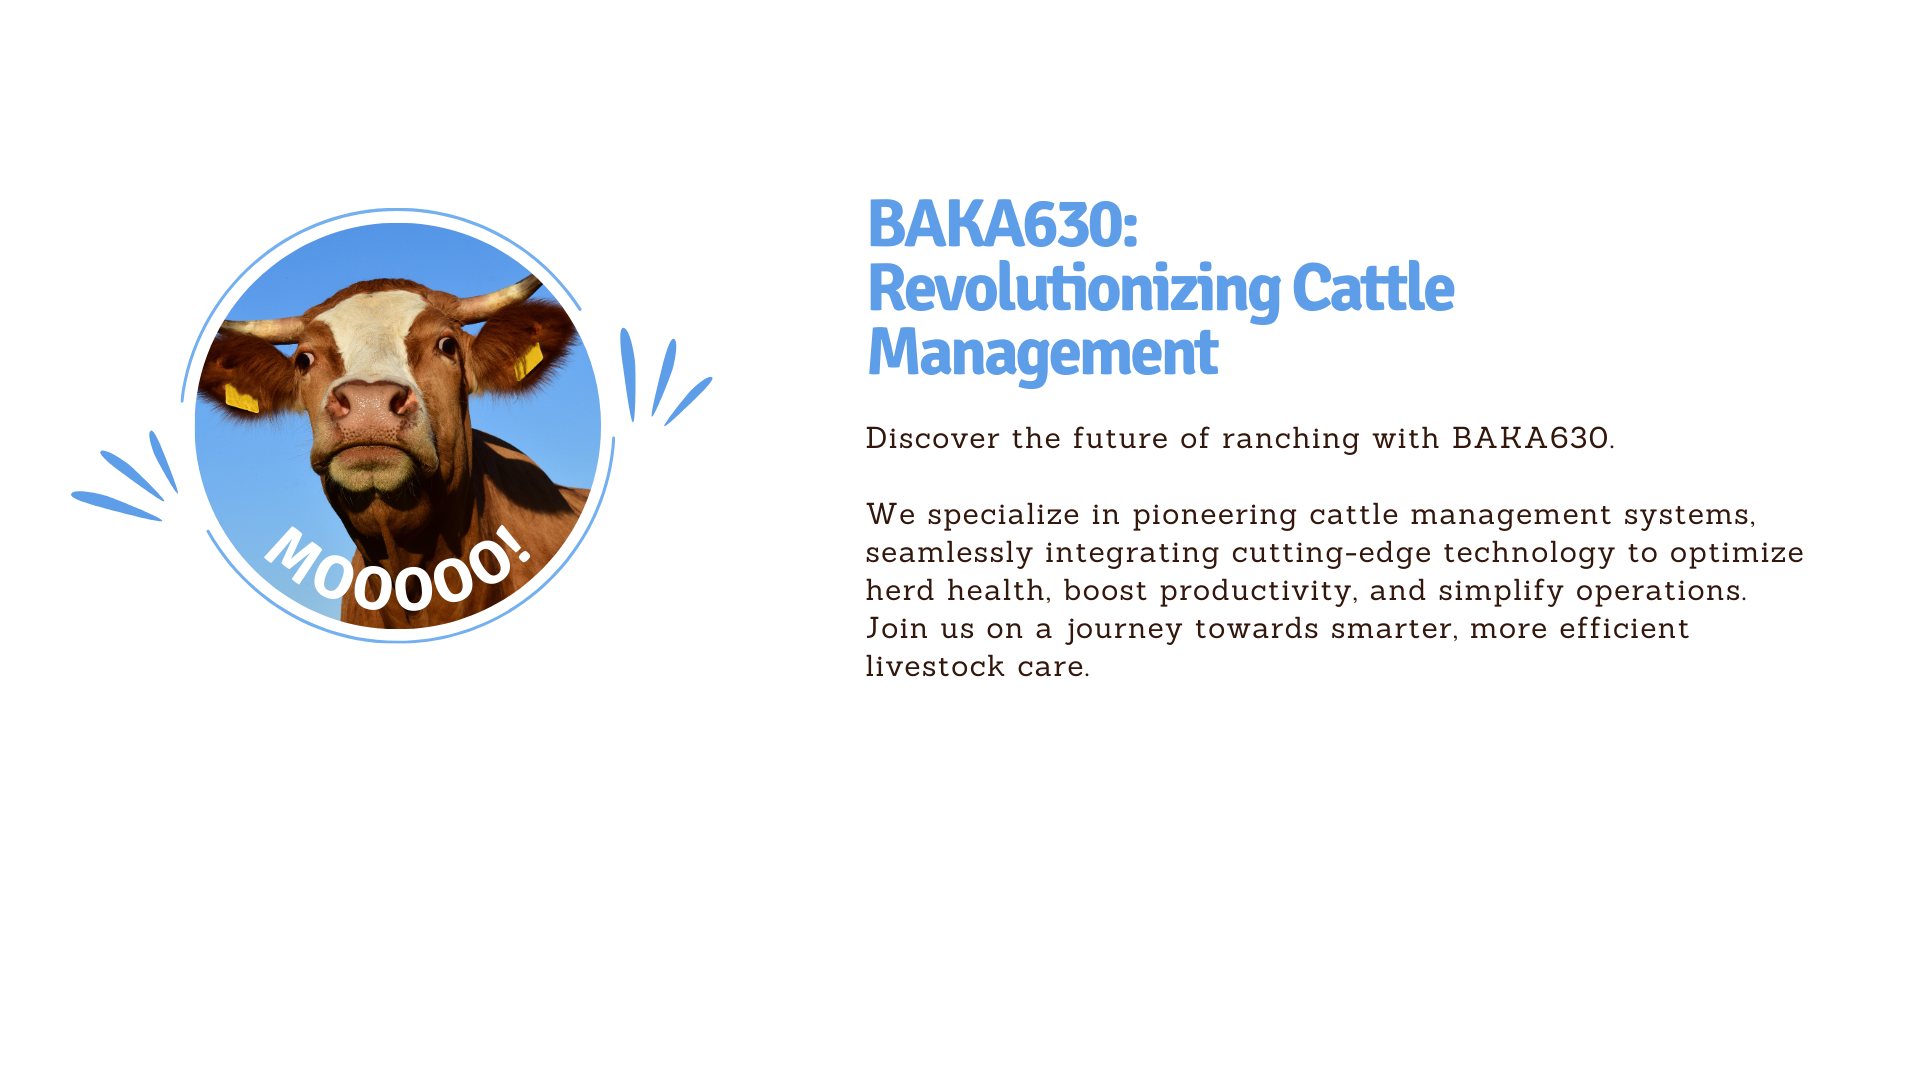 BAKA630:
Revolutionizing Cattle
Management
Discover the future of ranching with BAKA630.
We specialize in pioneering cattle management systems,
seamlessly integrating cutting-edge technology to optimize
herd health, boost productivity, and simplify operations.
Join us on a journey towards smarter, more efficient
livestock care.
MOOOOO!